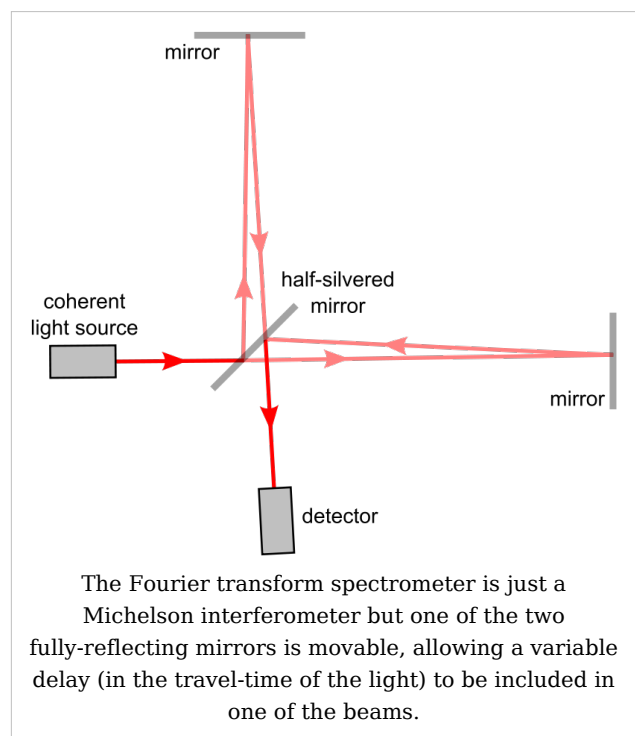 mirror
half-silvered
mirror
coherent
light source
mirror
detector
The Fourier transform spectrometer is just a
Michelson interferometer but one of the two
fully-reflecting mirrors is movable, allowing a variable
delay (in the travel-time of the light) to be included in
one of the beams.